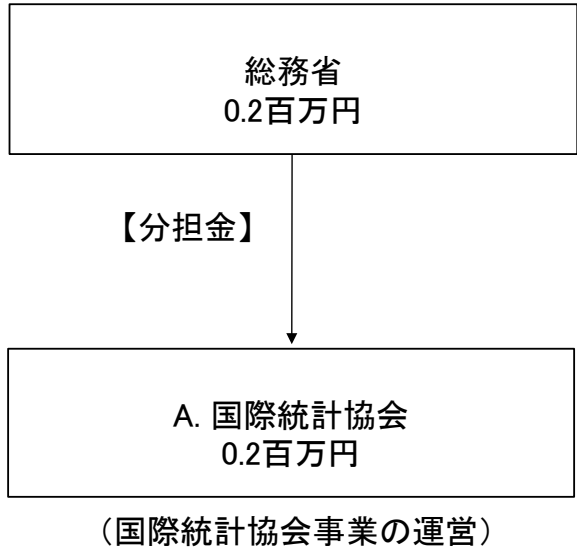 総務省
0.2百万円
【分担金】
A. 国際統計協会
0.2百万円
（国際統計協会事業の運営）